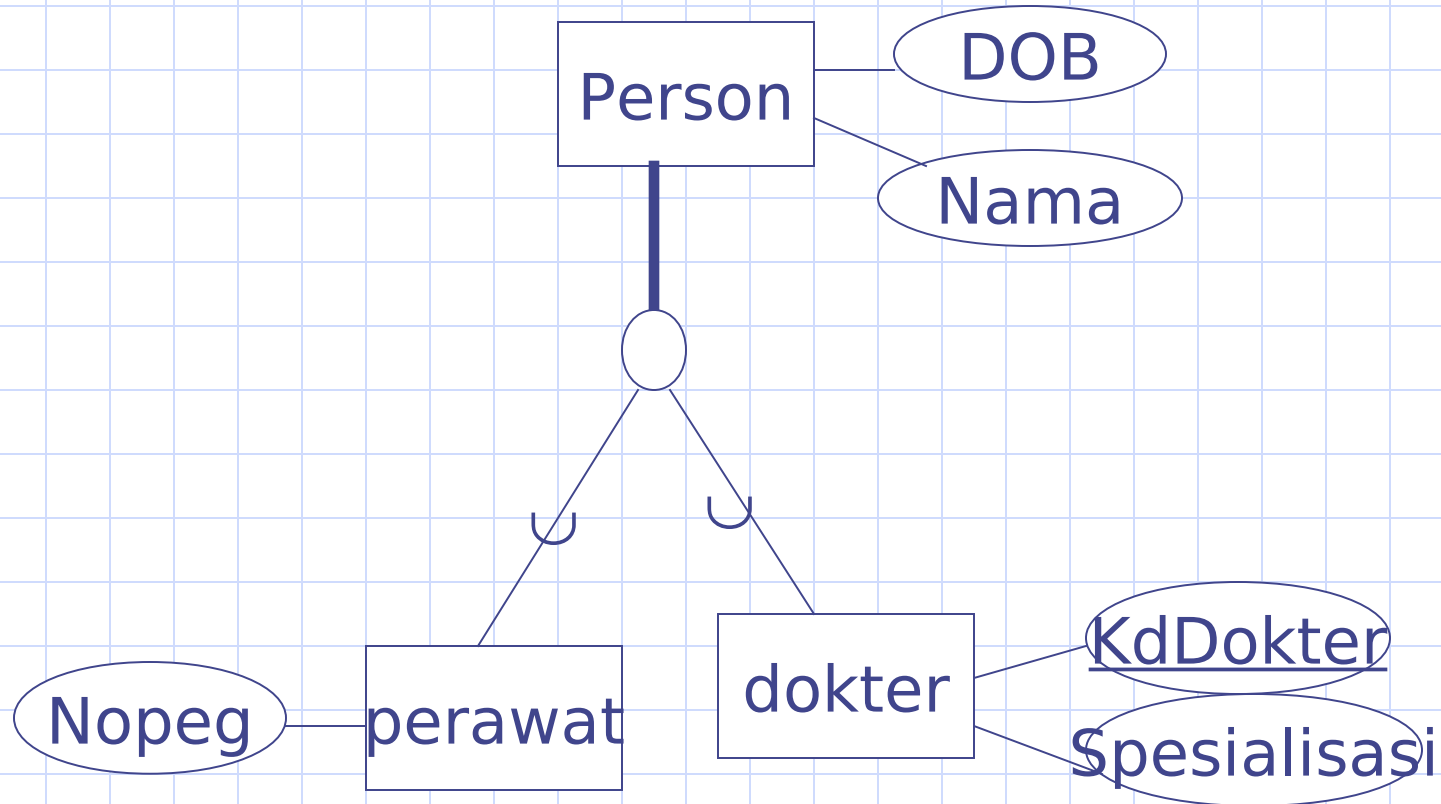 Person
DOB
Nama
Nopeg
perawat
dokter
KdDokter
Spesialisasi